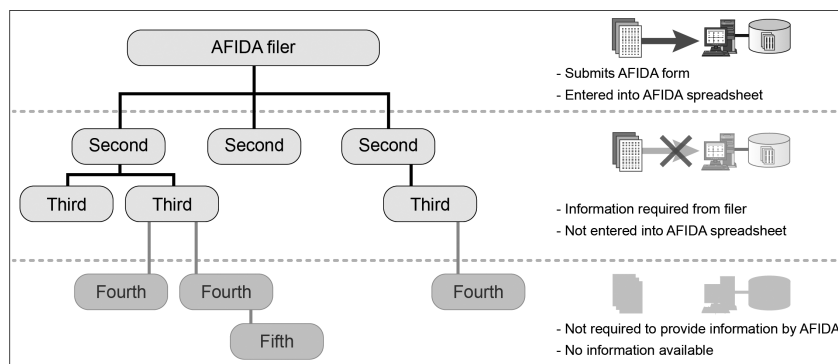 AFIDA filer
- Submits AFIDA form
- Entered into AFIDA spreadsheet
Second Second Second
Third Third Third
- Information required from filer
- Not entered into AFIDA spreadsheet
Fourth Fourth Fourth
Fifth
- Not required to provide information by AFIDA
- No information available